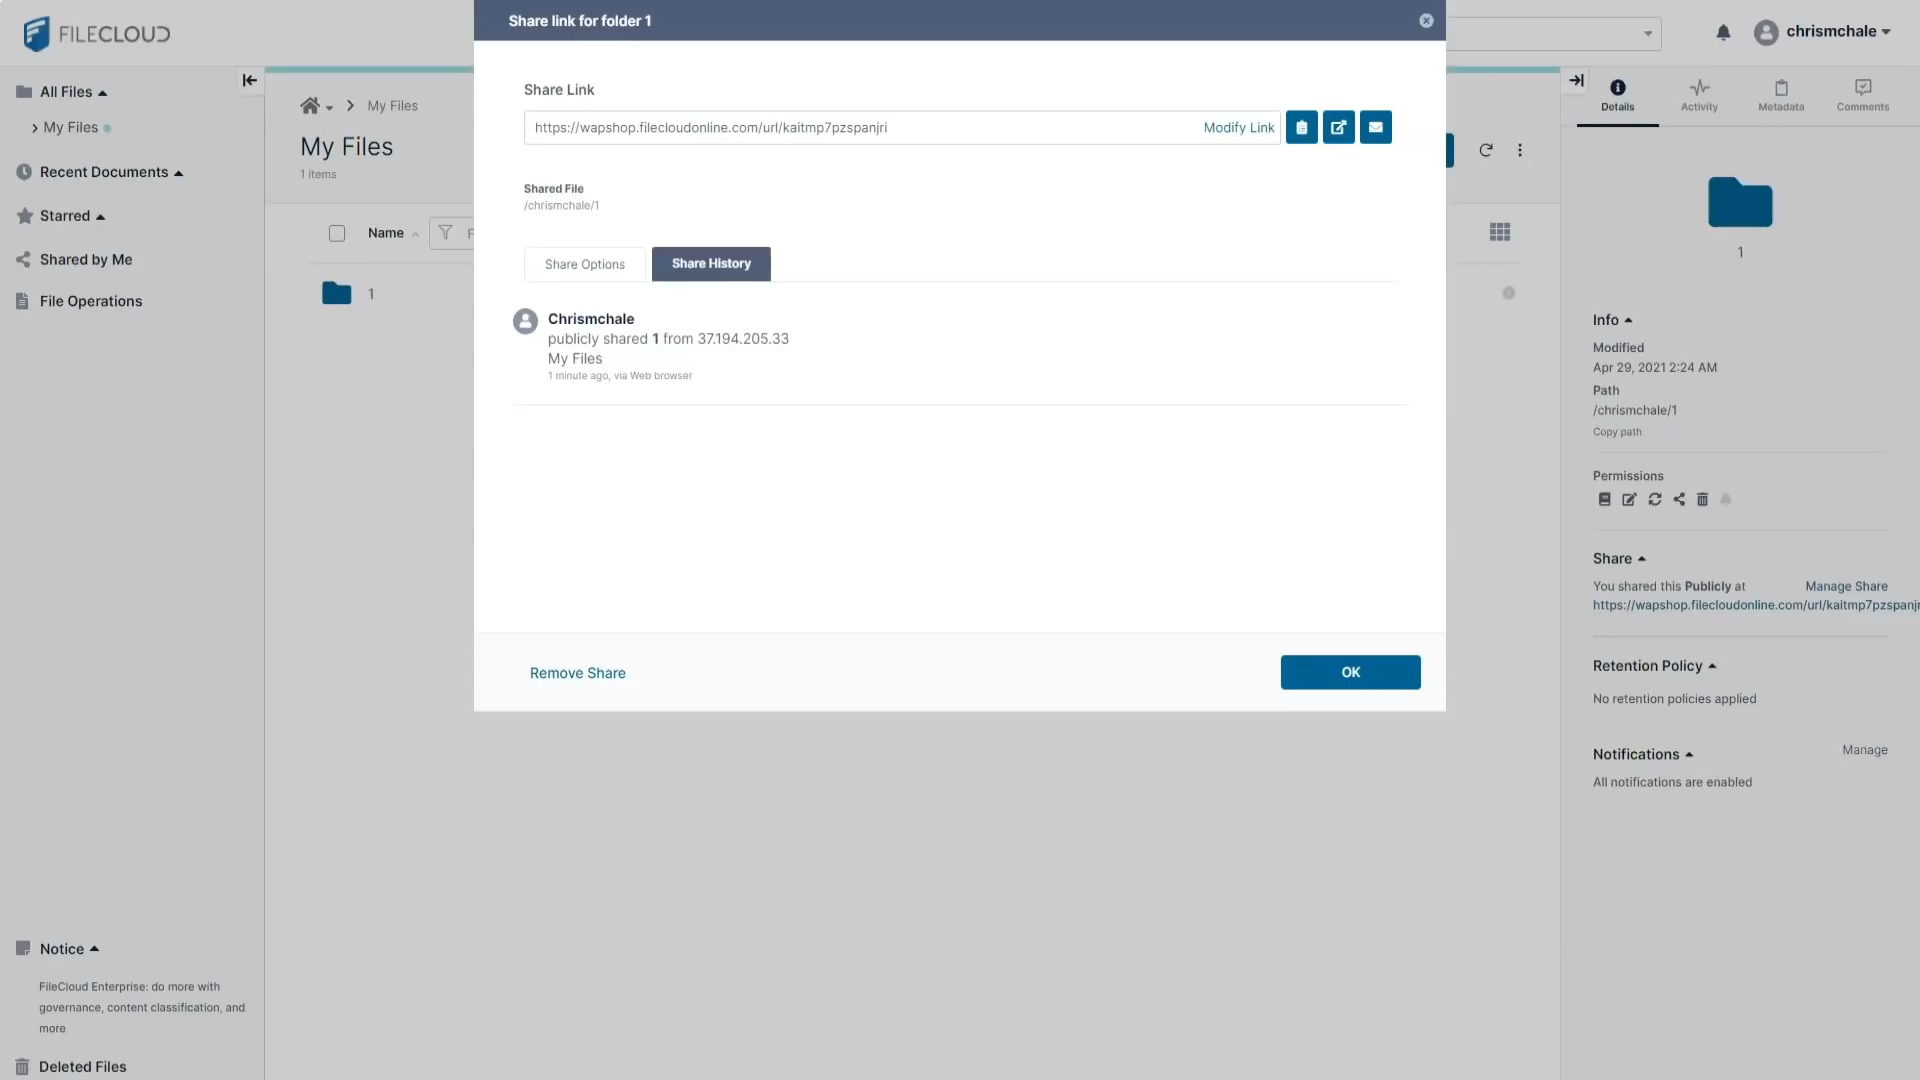 FILECLOUD
Share link for folder 1
chrismchale
All Files
My Files
Recent Documents
Starred
Shared by Me
File Operations
My Files
My Files
1 items
Name
1
Share Link
https://wapshop.filecloudonline.com/url/kaitmp7pzspanjri
Modify Link
Shared File
/chrismchale/1
Share Options
Share History
Chrismchale
publicly shared 1 from 37.194.205.33
My Files
1 minute ago, via Web browser
Remove Share
OK
Details
Activity
Metadata
Comments
1
Info
Modified
Apr 29, 2021 2:24 AM
Path
/chrismchale/1
Copy path
Permissions
Share
You shared this Publicly at
Manage Share
https://wapshop.filecloudonline.com/url/kaitmp7pzspanjr
Retention Policy
No retention policies applied
Notifications
Manage
All notifications are enabled
Notice
FileCloud Enterprise: do more with
governance, content classification, and
more
Deleted Files